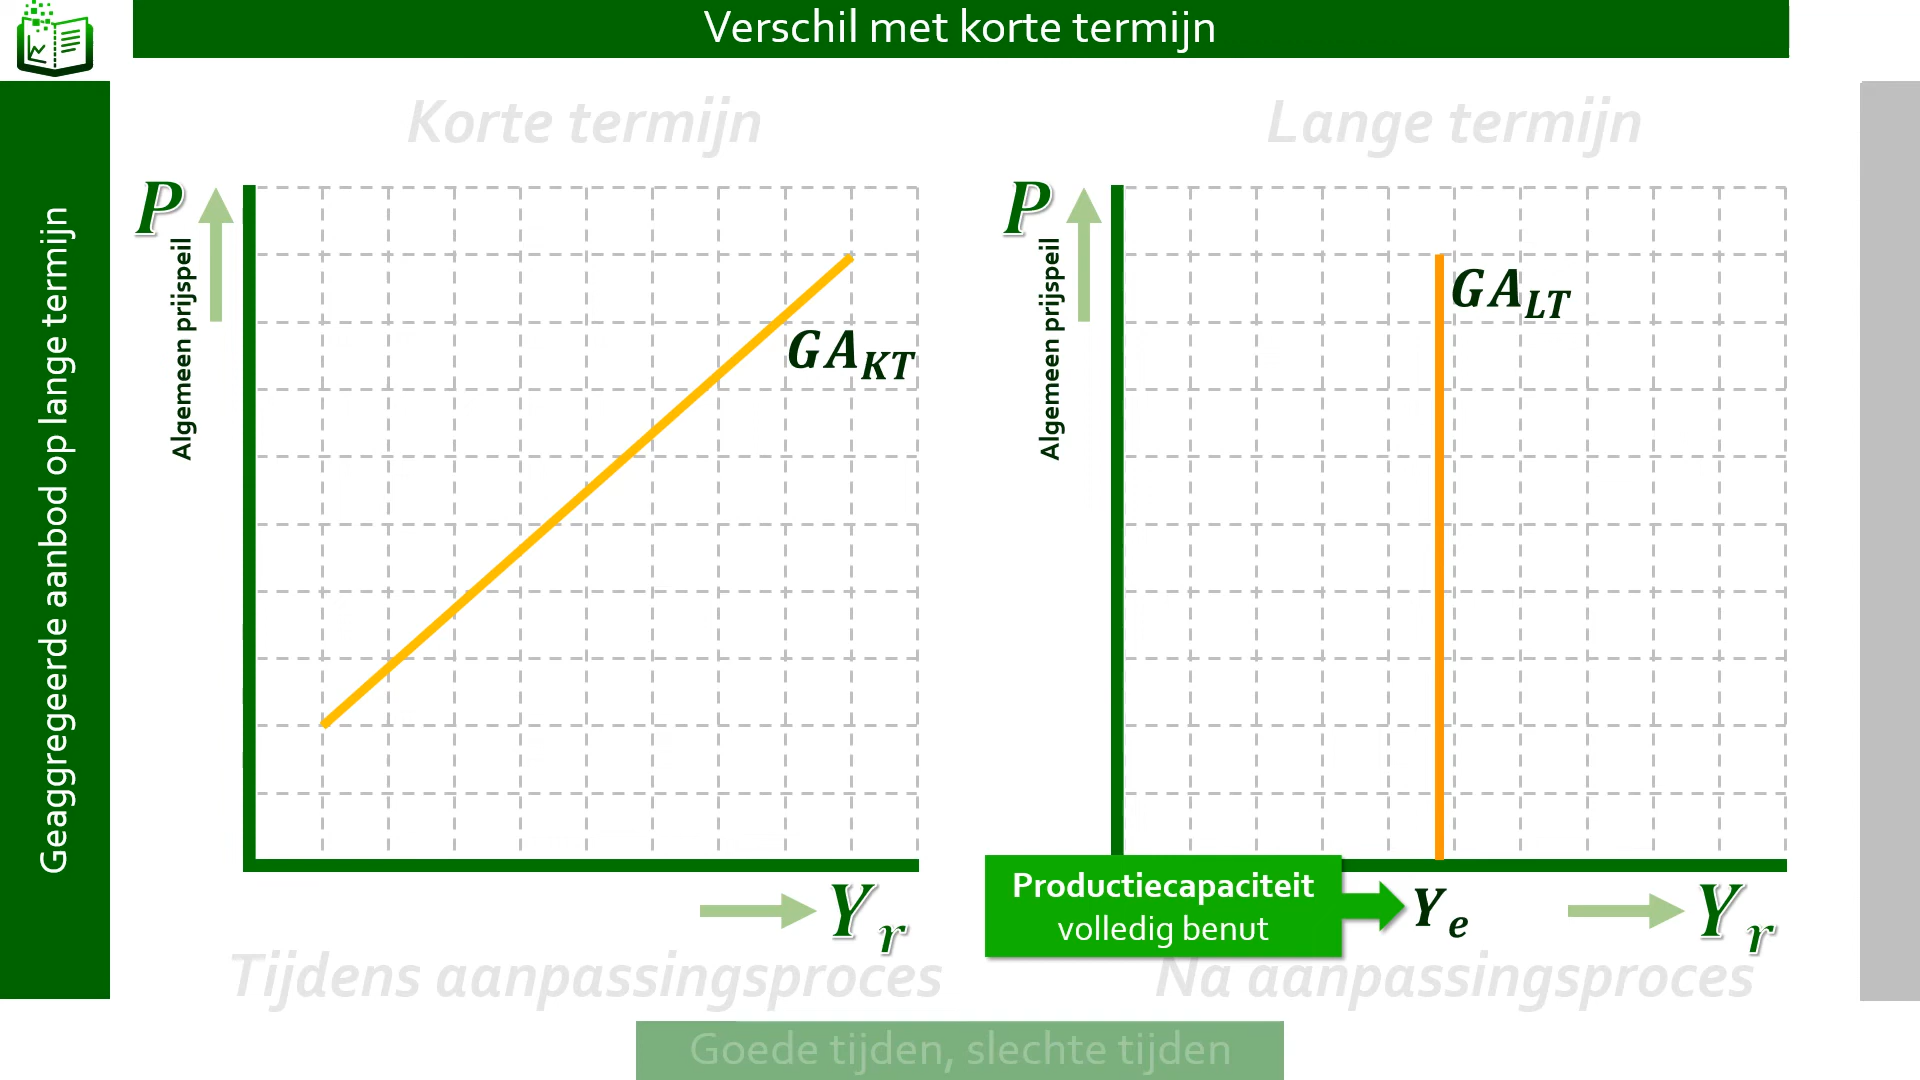 Verschil met korte termijn
Geaggregeerde aanbod op lange termijn
Korte termijn
P
Algemeen prijspeil
GA_KT
Y_r
Tijdens aanpassingsproces
Lange termijn
P
Algemeen prijspeil
GA_LT
Productiecapaciteit
volledig benut
Y_e
Y_r
Na aanpassingsproces
Goede tijden, slechte tijden